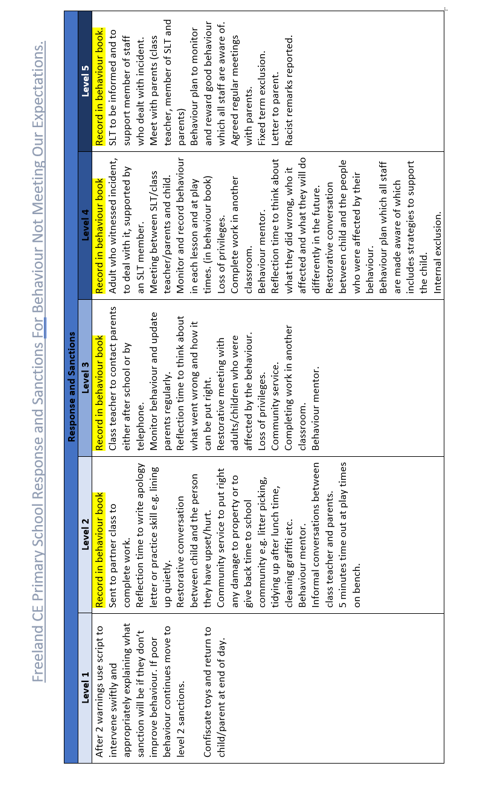 Freeland CE Primary School Response and Sanctions For Behaviour Not Meeting Our Expectations.
Response and Sanctions
Level 1
After 2 warnings use script to
intervene swiftly and
appropriately explaining what
sanction will be if they don't
improve behaviour. If poor
behaviour continues move to
level 2 sanctions.
Confiscate toys and return to
child/parent at end of day.
Level 2
Record in behaviour book
Sent to partner class to
complete work.
Reflection time to write apology
letter or practice skill e.g. lining
up quietly.
Restorative conversation
between child and the person
they have upset/hurt.
Community service to put right
any damage to property or to
give back time to school
community e.g. litter picking,
tidying up after lunch time,
cleaning graffiti etc.
Behaviour mentor.
Informal conversations between
class teacher and parents.
5 minutes time out at play times
on bench.
Level 3
Record in behaviour book
Class teacher to contact parents
either after school or by
telephone.
Monitor behaviour and update
parents regularly.
Reflection time to think about
what went wrong and how it
can be put right.
Restorative meeting with
adults/children who were
affected by the behaviour.
Loss of privileges.
Community service.
Completing work in another
classroom.
Behaviour mentor.
Level 4
Record in behaviour book
Adult who witnessed incident,
to deal with it, supported by
an SLT member.
Meeting between SLT/class
teacher/parents and child.
Monitor and record behaviour
in each lesson and at play
times. (in behaviour book)
Loss of privileges.
Complete work in another
classroom.
Behaviour mentor.
Reflection time to think about
what they did wrong, who it
affected and what they will do
differently in the future.
Restorative conversation
between child and the people
who were affected by their
behaviour.
Behaviour plan which all staff
are made aware of which
includes strategies to support
the child.
Internal exclusion.
Level 5
Record in behaviour book.
SLT to be informed and to
support member of staff
who dealt with incident.
Meet with parents (class
teacher, member of SLT and
parents)
Behaviour plan to monitor
and reward good behaviour
which all staff are aware of.
Agreed regular meetings
with parents.
Fixed term exclusion.
Letter to parent.
Racist remarks reported.